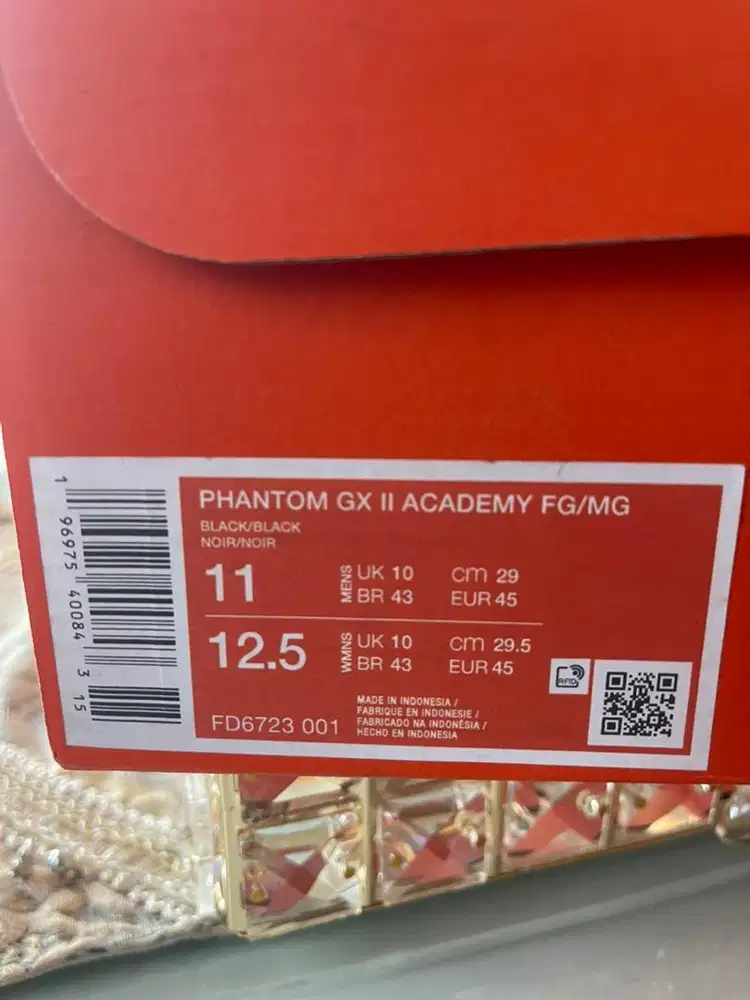 PHANTOM GX II ACADEMY FG/MG
BLACK/BLACK
NOIR/NOIR
11 MENS UK 10 cm 29
BR 43 EUR 45
12.5 WMNS UK 10 cm 29.5
BR 43 EUR 45
RFID
FD6723 001
MADE IN INDONESIA /
FABRIQUE EN INDONESIE /
FABRICADO NA INDONÉSIA /
HECHO EN INDONESIA
1 96975 40084 3 15